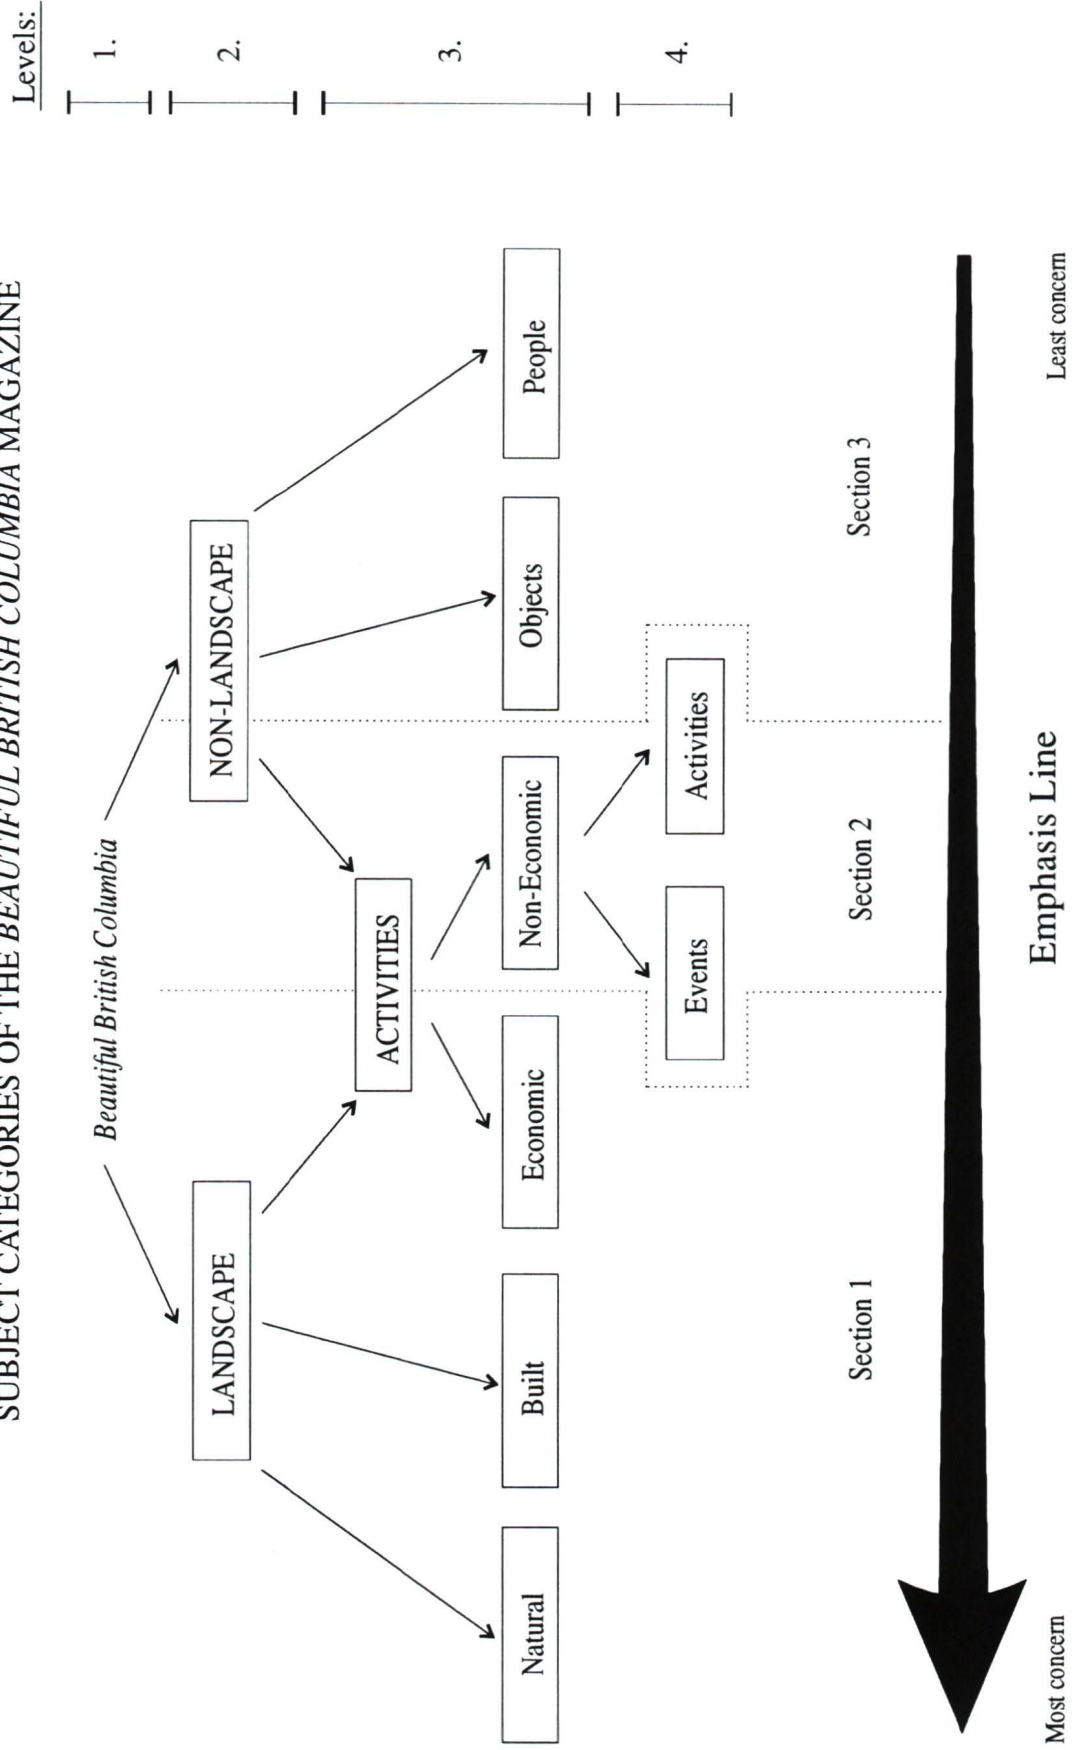 SUBJECT CATEGORIES OF THE BEAUTIFUL BRITISH COLUMBIA MAGAZINE
Levels:
Beautiful British Columbia
1.
LANDSCAPE
NON-LANDSCAPE
2.
ACTIVITIES
3.
Natural
Built
Economic
Non-Economic
Objects
People
Events
Activities
4.
Section 1
Section 2
Section 3
Emphasis Line
Most concern
Least concern